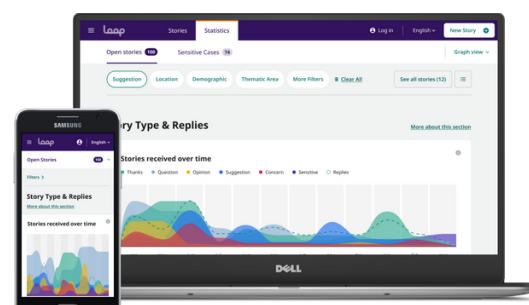 Loop
Stories
Statistics
Log in
English
New Story
Open stories 100
Sensitive Cases 74
Graph view
Suggestion
Location
Demographic
Thematic Area
More Filters
Clear All
See all stories (12)
ry Type & Replies
More about this section
Stories received over time
Thanks
Question
Opinion
Suggestion
Concern
Sensitive
Replies
DELL
SAMSUNG
Loop
English
Open Stories
Filters
Story Type & Replies
More about this section
Stories received over time